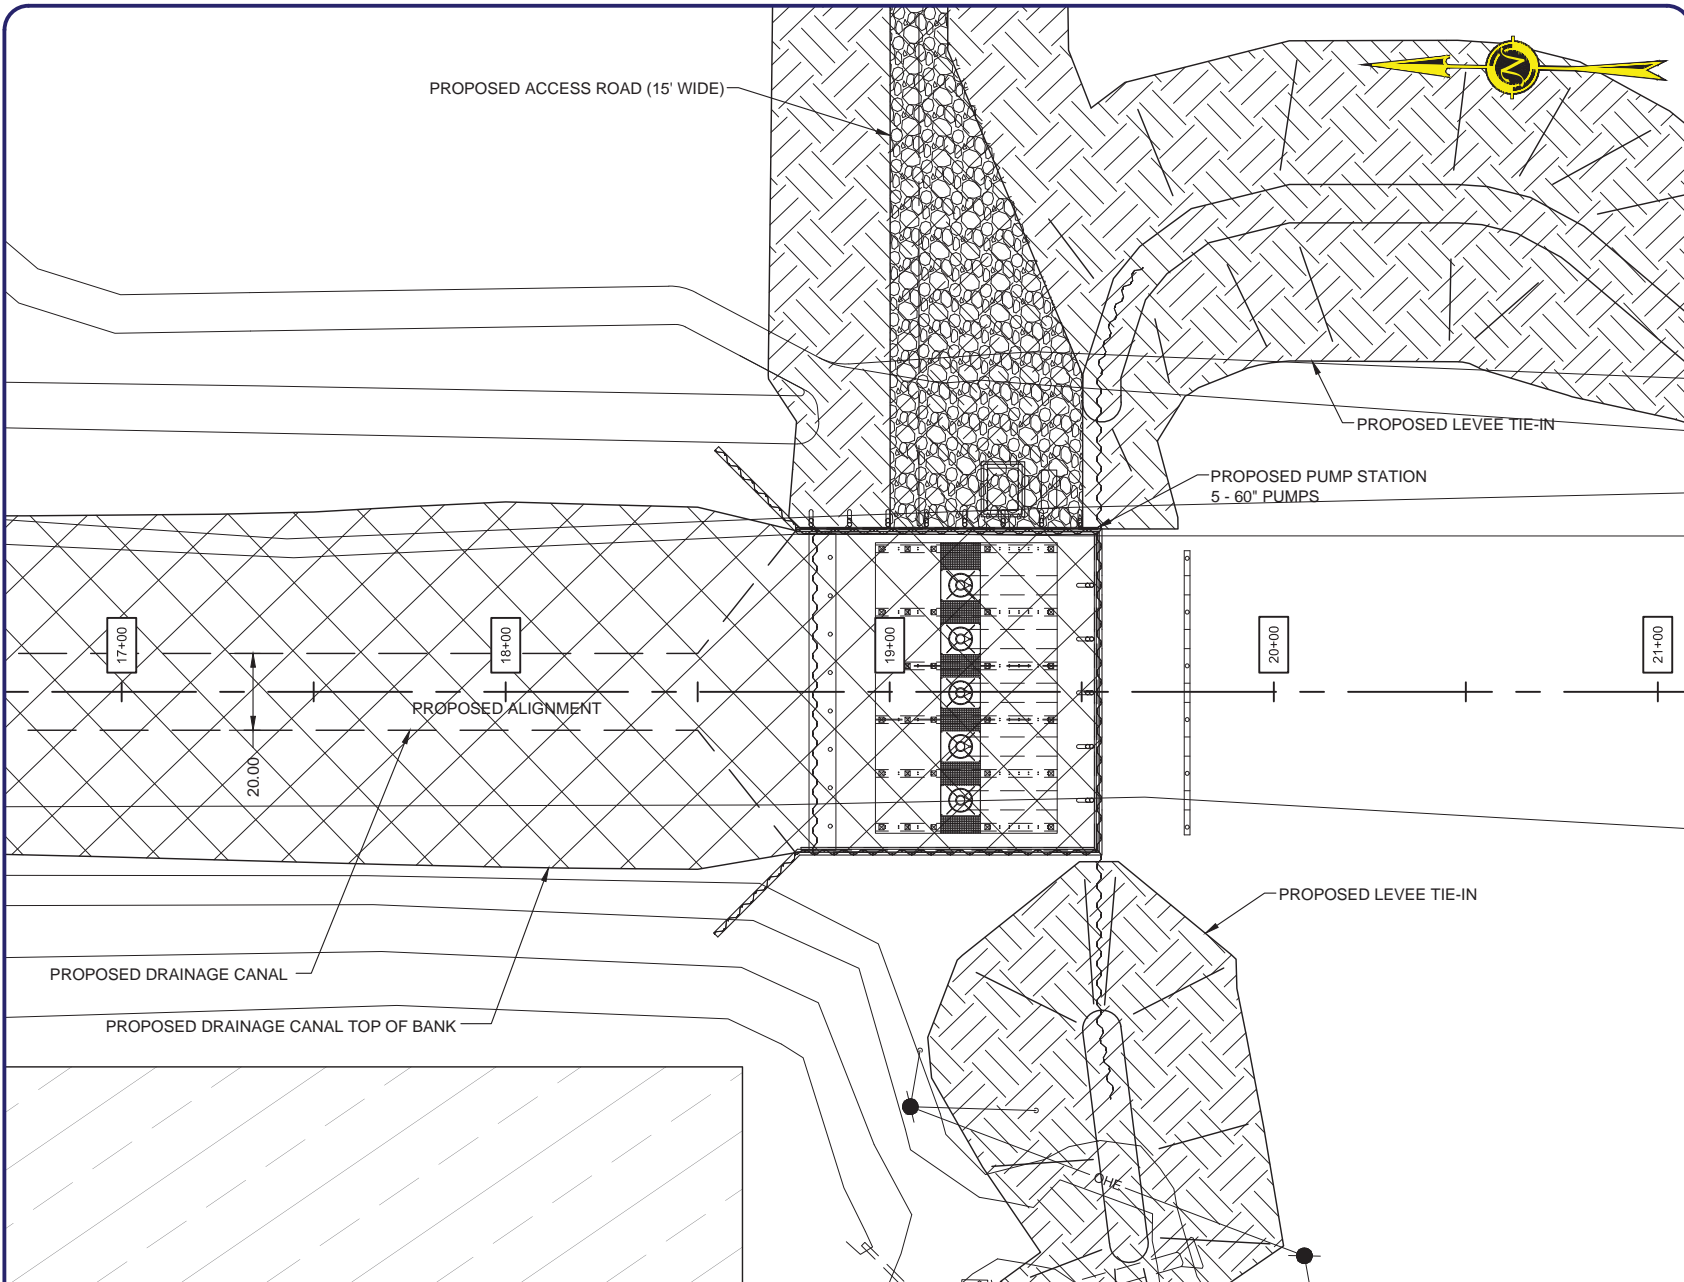 PROPOSED ACCESS ROAD (15' WIDE)
N
PROPOSED LEVEE TIE-IN
PROPOSED PUMP STATION
5 - 60" PUMPS
17+00
18+00
19+00
20+00
21+00
PROPOSED ALIGNMENT
20.00
PROPOSED LEVEE TIE-IN
PROPOSED DRAINAGE CANAL
PROPOSED DRAINAGE CANAL TOP OF BANK
OHE